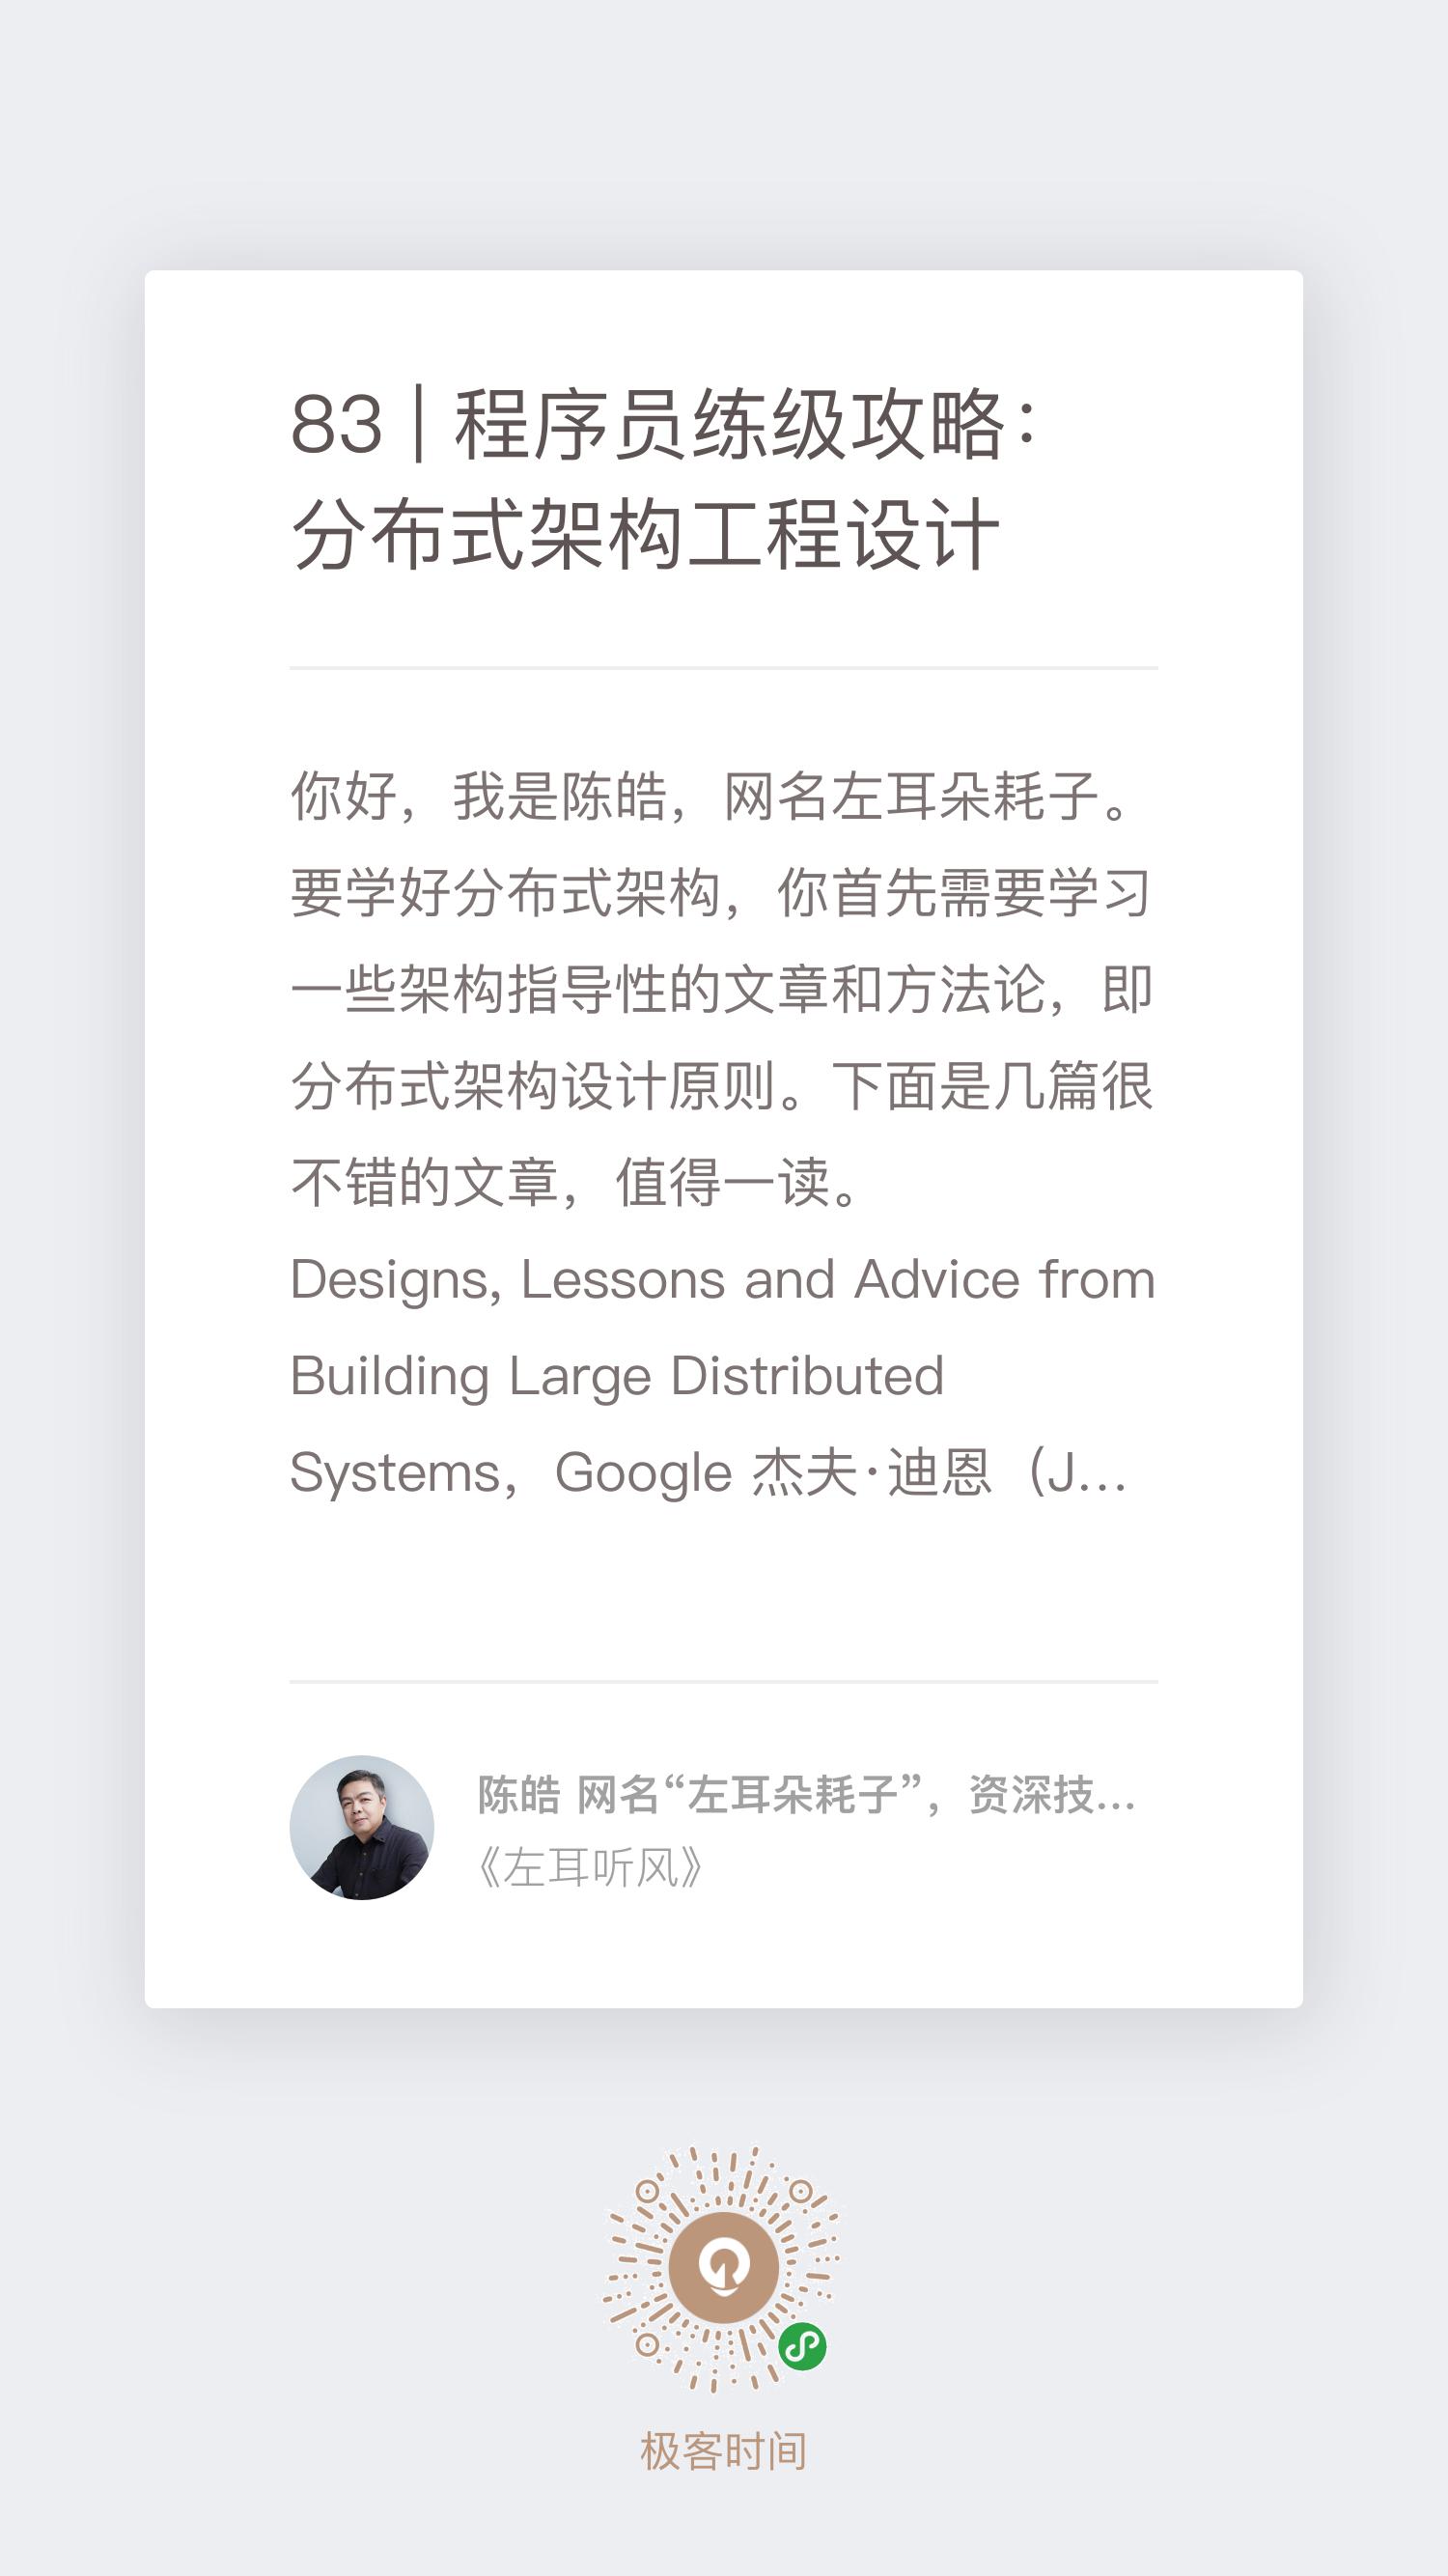 83 | 程序员练级攻略：
分布式架构工程设计
你好，我是陈皓，网名左耳朵耗子。
要学好分布式架构，你首先需要学习
一些架构指导性的文章和方法论，即
分布式架构设计原则。下面是几篇很
不错的文章，值得一读。
Designs, Lessons and Advice from
Building Large Distributed
Systems，Google 杰夫·迪恩（J...
陈皓 网名“左耳朵耗子”，资深技...
《左耳听风》
极客时间